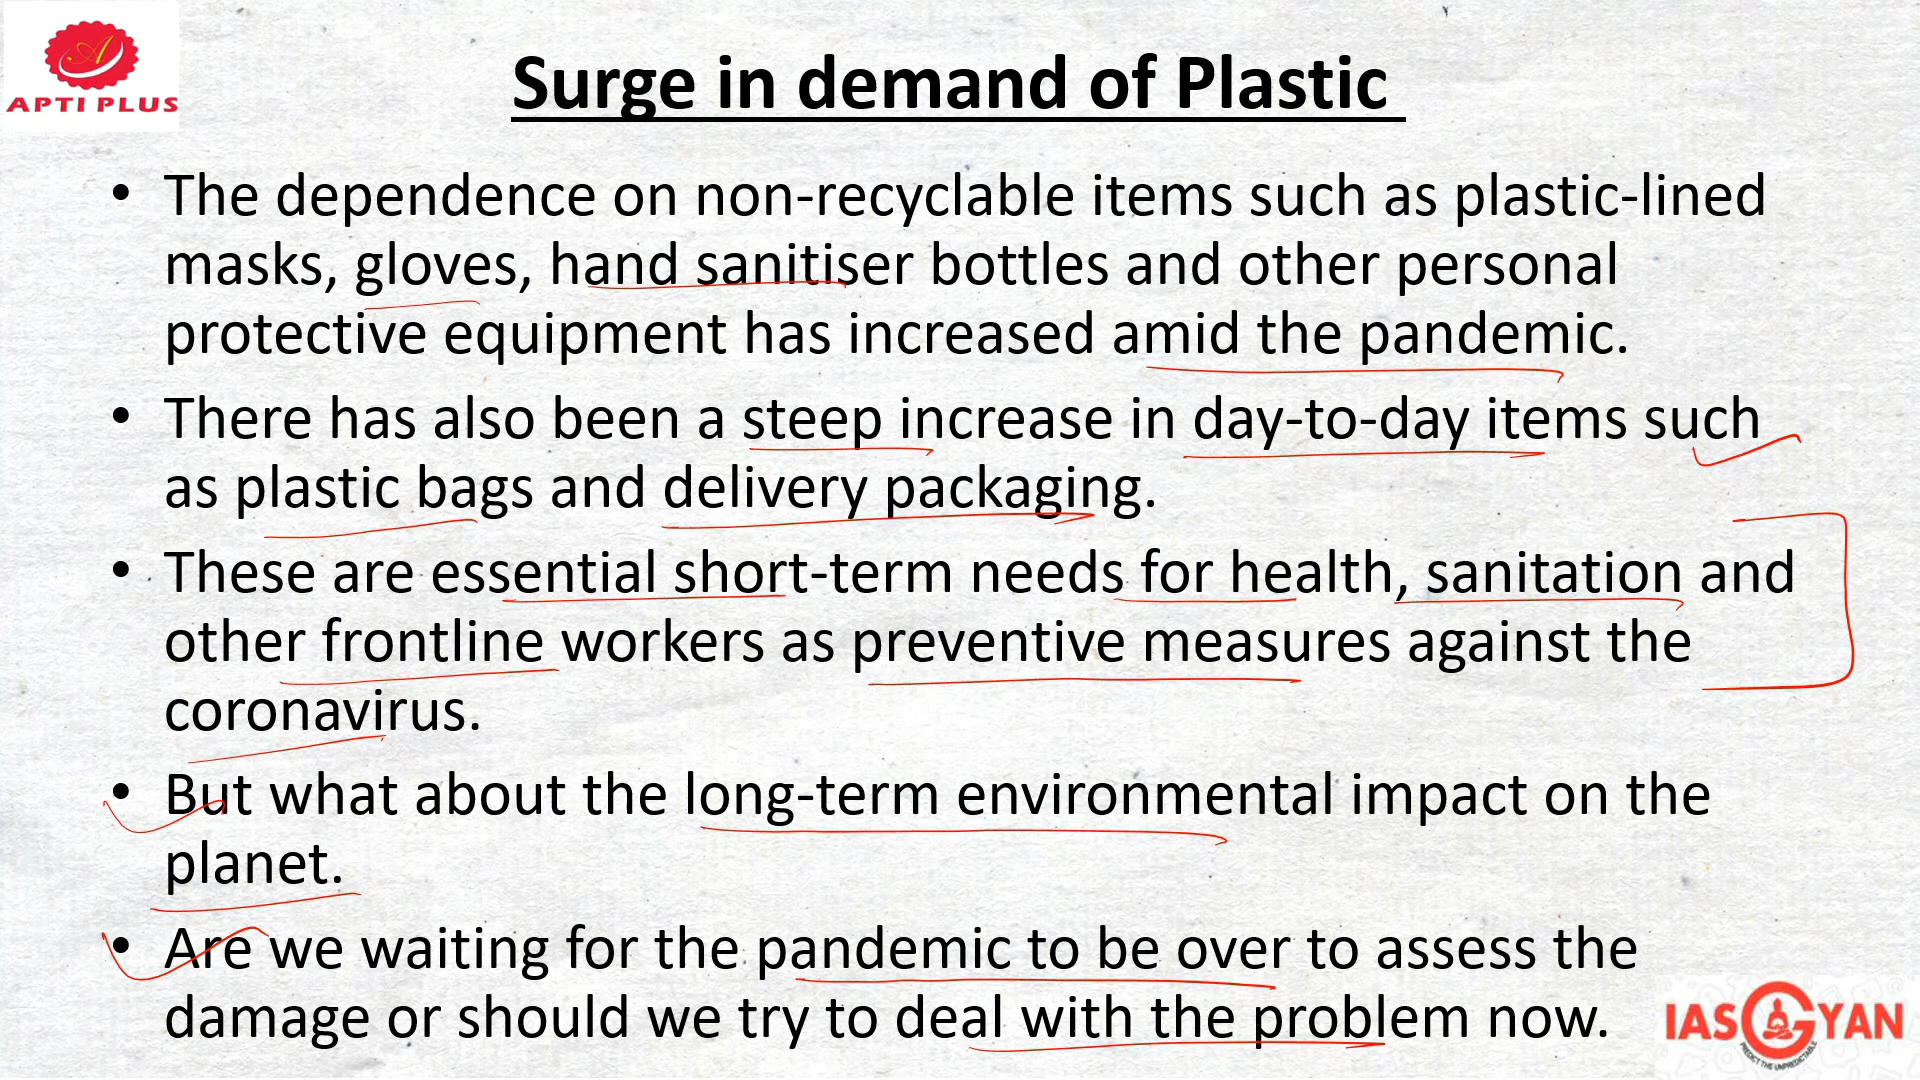 APTI PLUS
Surge in demand of Plastic
• The dependence on non-recyclable items such as plastic-lined
masks, gloves, hand sanitiser bottles and other personal
protective equipment has increased amid the pandemic.
• There has also been a steep increase in day-to-day items such
as plastic bags and delivery packaging.
• These are essential short-term needs for health, sanitation and
other frontline workers as preventive measures against the
coronavirus.
• But what about the long-term environmental impact on the
planet.
• Are we waiting for the pandemic to be over to assess the
damage or should we try to deal with the problem now.
IASGYAN
PREDICT THE UNPREDICTABLE